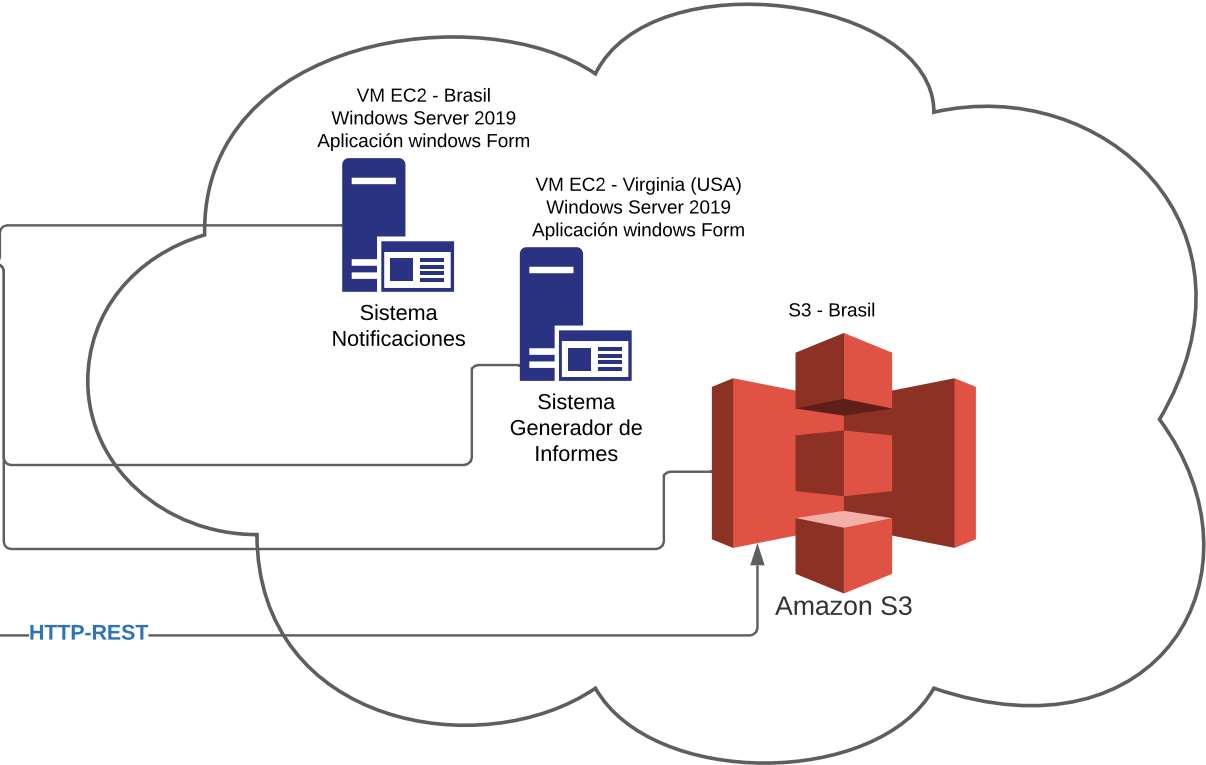 VM EC2 - Brasil
Windows Server 2019
Aplicación windows Form
Sistema
Notificaciones
VM EC2 - Virginia (USA)
Windows Server 2019
Aplicación windows Form
Sistema
Generador de
Informes
S3 - Brasil
Amazon S3
HTTP-REST